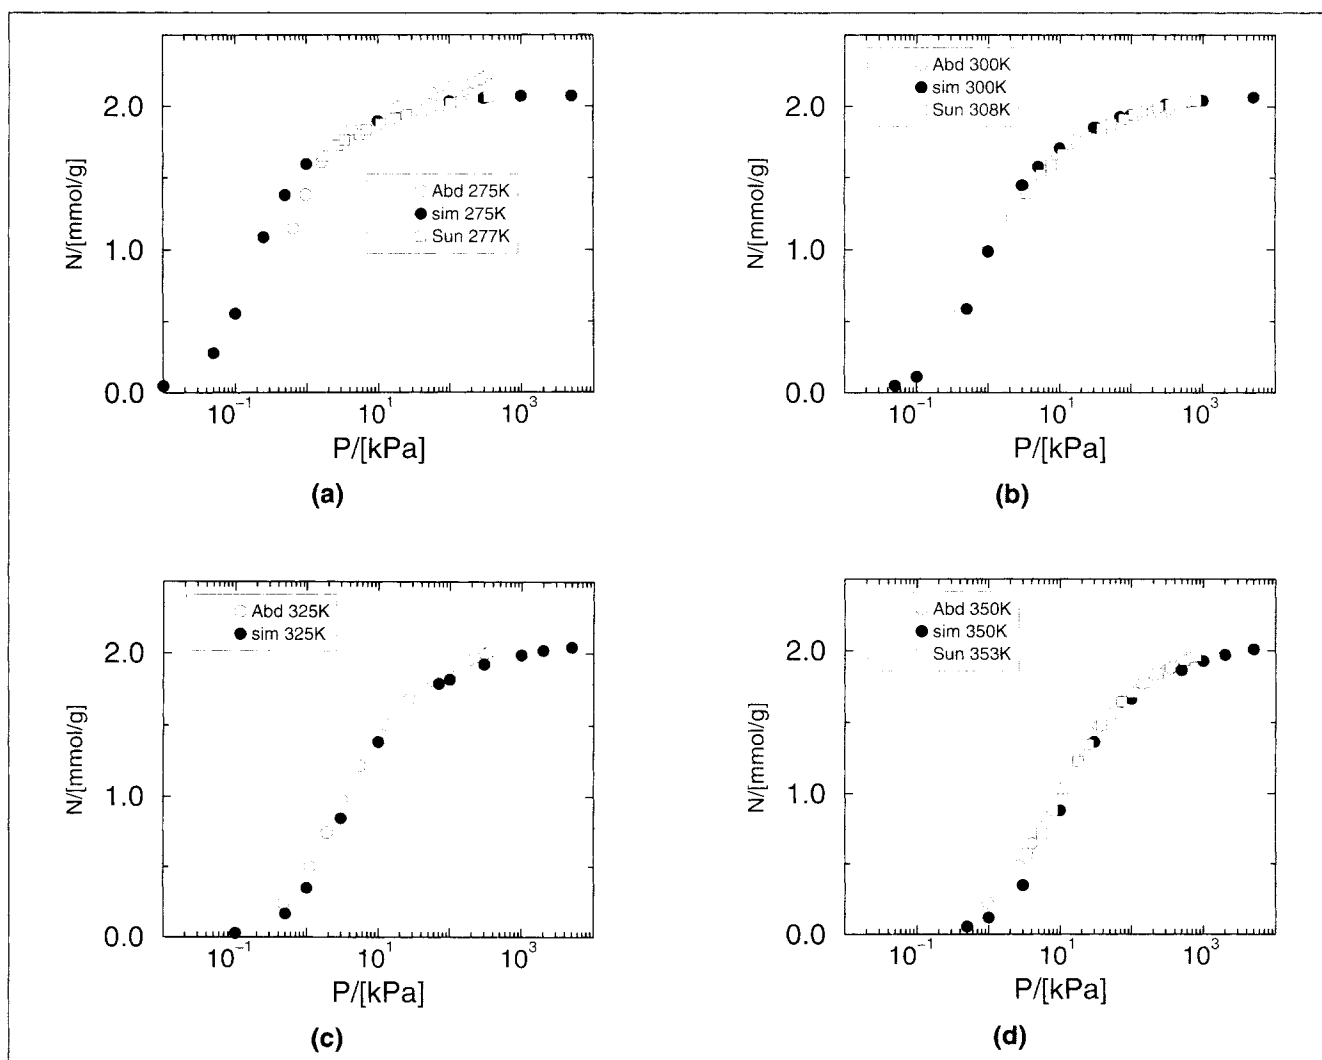 N/[mmol/g]
2.0
1.0
0.0
10⁻¹
10¹
10³
P/[kPa]
Abd 275K
sim 275K
Sun 277K
(a)
N/[mmol/g]
2.0
1.0
0.0
10⁻¹
10¹
10³
P/[kPa]
Abd 300K
sim 300K
Sun 308K
(b)
N/[mmol/g]
2.0
1.0
0.0
10⁻¹
10¹
10³
P/[kPa]
Abd 325K
sim 325K
(c)
N/[mmol/g]
2.0
1.0
0.0
10⁻¹
10¹
10³
P/[kPa]
Abd 350K
sim 350K
Sun 353K
(d)